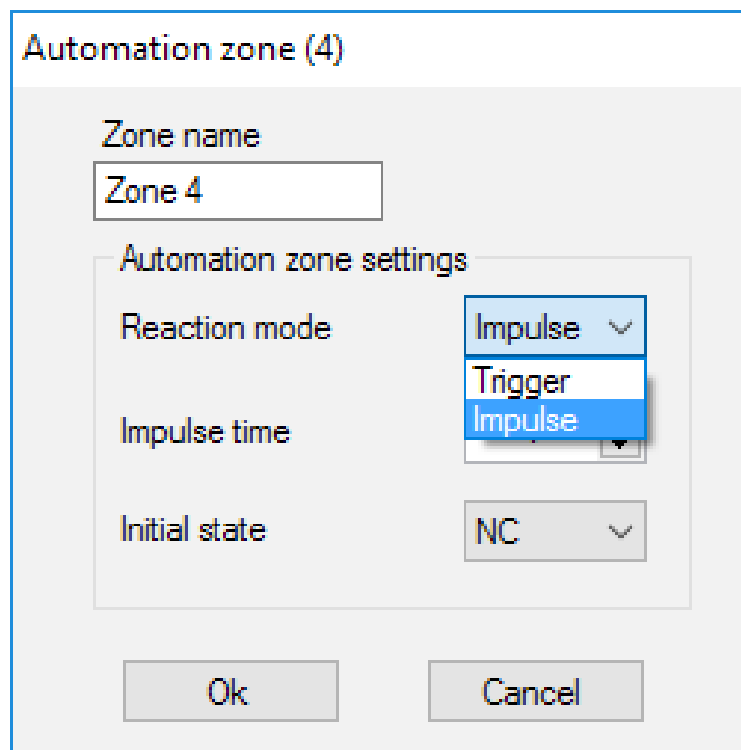 Automation zone (4)
Zone name
Zone 4
Automation zone settings
Reaction mode
Impulse
Trigger
Impulse
Impulse time
Initial state
NC
Ok
Cancel